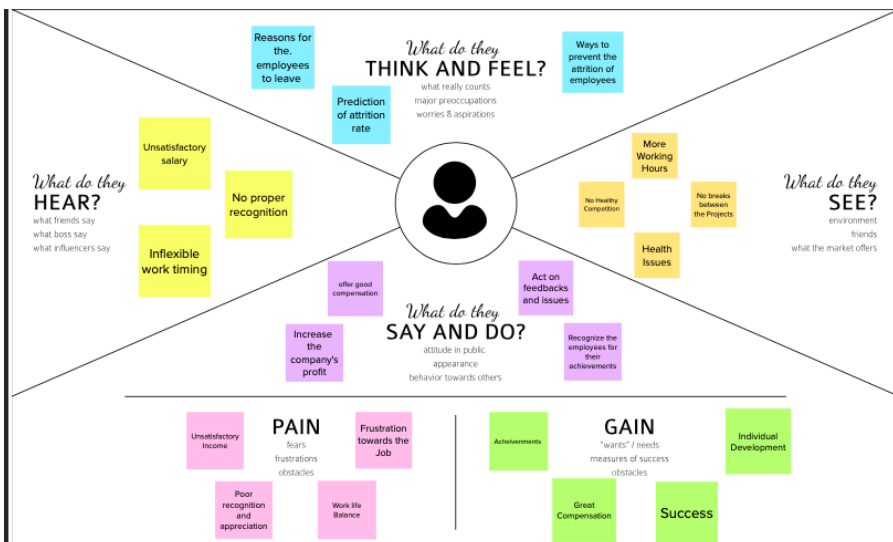 Reasons for
the.
employees
to leave
What do they
THINK AND FEEL?
what really counts
major preoccupations
worries & aspirations
Prediction
of attrition
rate
Ways to
prevent the
attrition of
employees
What do they
HEAR?
what friends say
what boss say
what influencers say
Unsatisfactory
salary
No proper
recognition
Inflexible
work timing
More
Working
Hours
No Healthy
Competition
No breaks
between
the Projects
Health
Issues
What do they
SEE?
environment
friends
what the market offers
offer good
compensation
Increase
the
company's
profit
What do they
SAY AND DO?
attitude in public
appearance
behavior towards others
Act on
feedbacks
and issues
Recognize the
employees for
their
achievements
Unsatisfactory
Income
PAIN
fears
frustrations
obstacles
Frustration
towards the
Job
Poor
recognition
and
appreciation
Work life
Balance
Acheivenments
GAIN
"wants" / needs
measures of success
obstacles
Individual
Development
Great
Compensation
Success